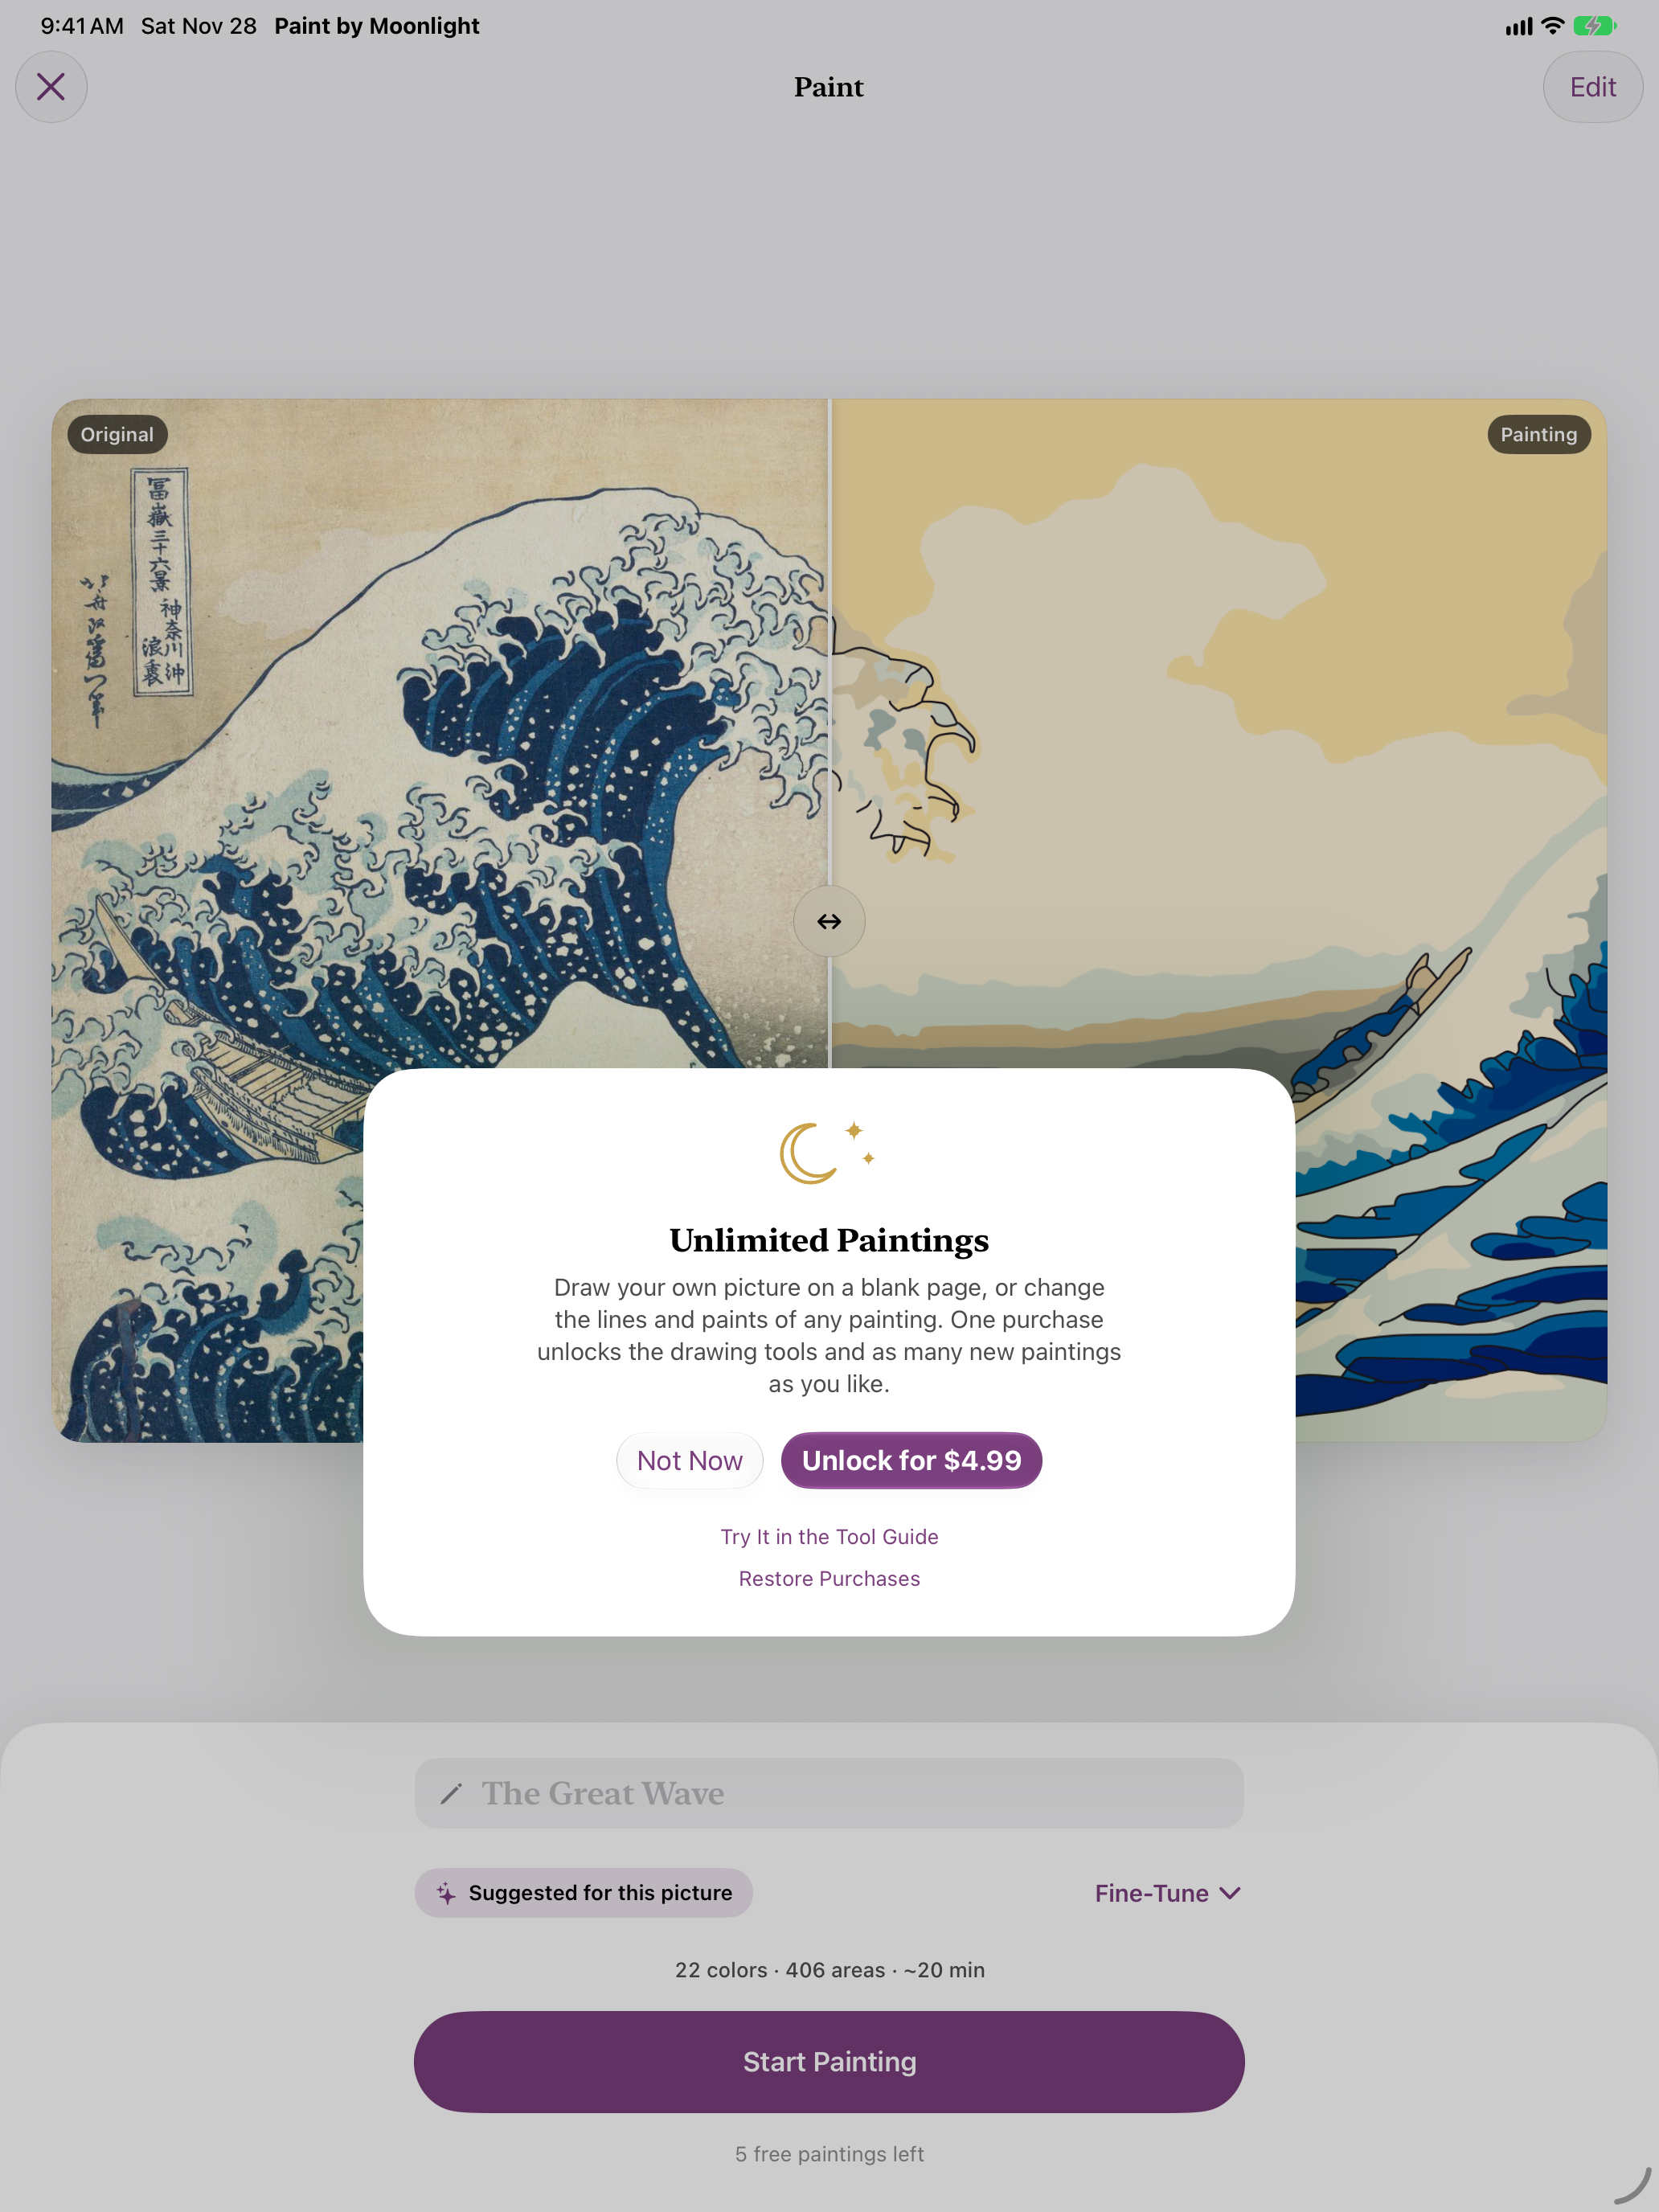 9:41 AM Sat Nov 28 Paint by Moonlight
Paint
Edit
Original
Painting
冨嶽三十六景
神奈川沖
浪裏
Unlimited Paintings
Draw your own picture on a blank page, or change
the lines and paints of any painting. One purchase
unlocks the drawing tools and as many new paintings
as you like.
Not Now
Unlock for $4.99
Try It in the Tool Guide
Restore Purchases
The Great Wave
Suggested for this picture
Fine-Tune
22 colors · 406 areas · ~20 min
Start Painting
5 free paintings left